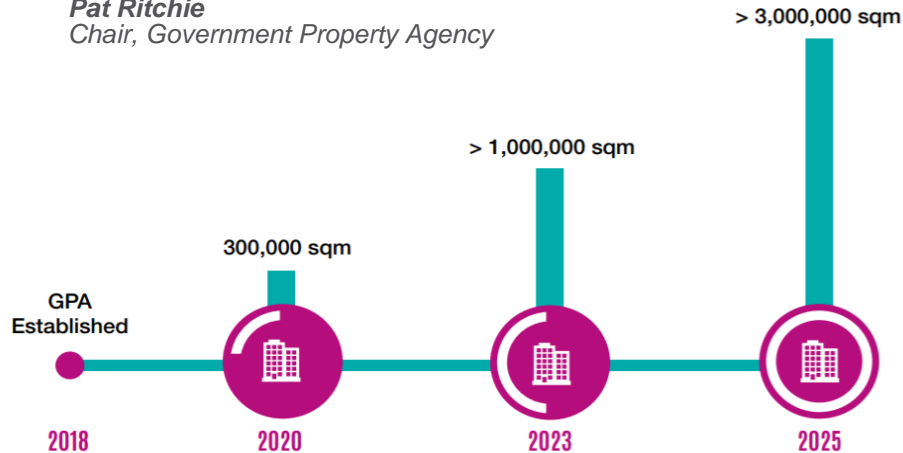 Pat Ritchie
Chair, Government Property Agency
> 3,000,000 sqm
> 1,000,000 sqm
300,000 sqm
GPA
Established
2018
2020
2023
2025